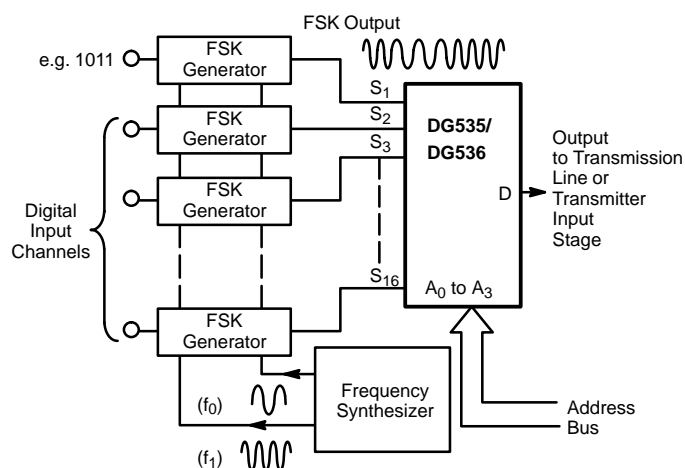 FSK Output
e.g. 1011
FSK
Generator
S1
FSK
Generator
S2
S3
DG535/
DG536
FSK
Generator
Output
to Transmission
Line or
Transmitter
Input
Stage
D
Digital
Input
Channels
S16
A0 to A3
FSK
Generator
Frequency
Synthesizer
(f0)
(f1)
Address
Bus